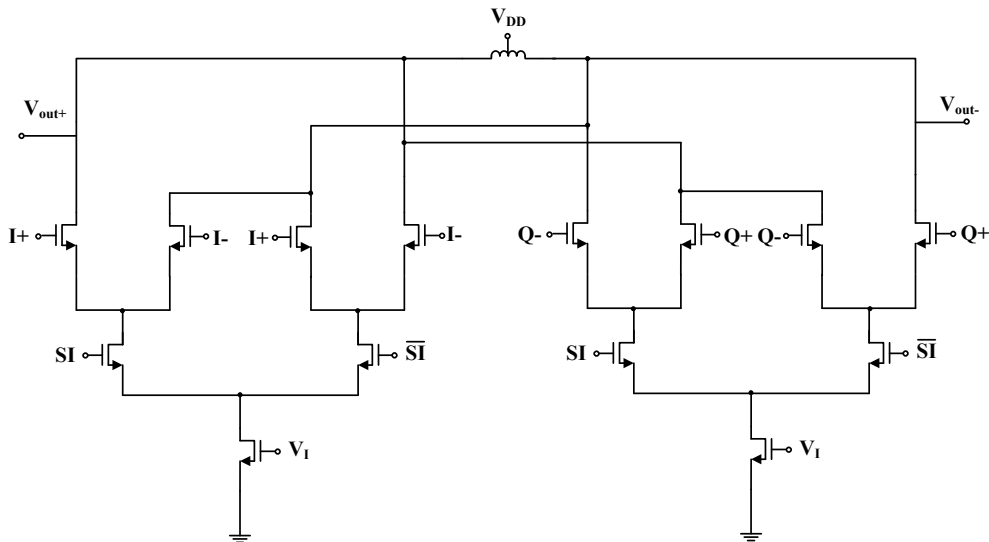 V_DD
V_out+
V_out-
I+
I-
I+
I-
Q-
Q+
Q-
Q+
SI
S̅I̅
SI
S̅I̅
V_I
V_I